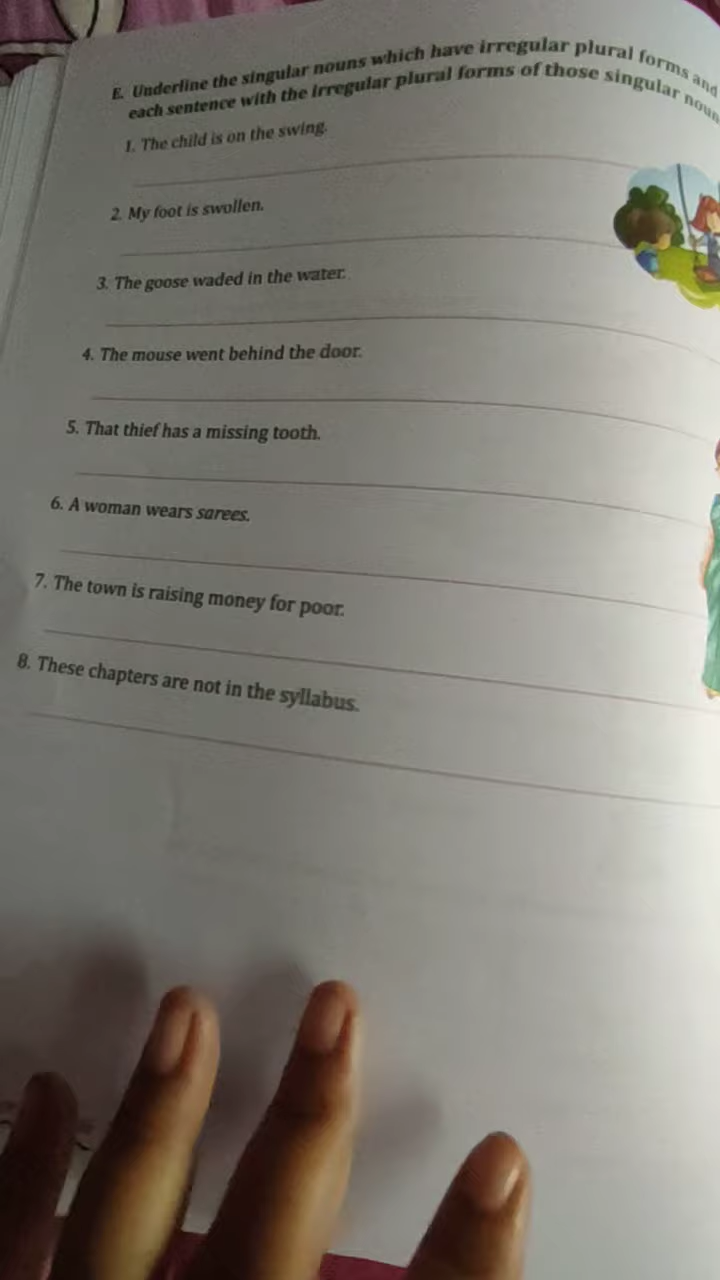 E. Underline the singular nouns which have irregular plural forms and
each sentence with the irregular plural forms of those singular
1. The child is on the swing.
2. My foot is swollen.
3. The goose waded in the water.
4. The mouse went behind the door.
5. That thief has a missing tooth.
6. A woman wears sarees.
7. The town is raising money for poor.
8. These chapters are not in the syllabus.